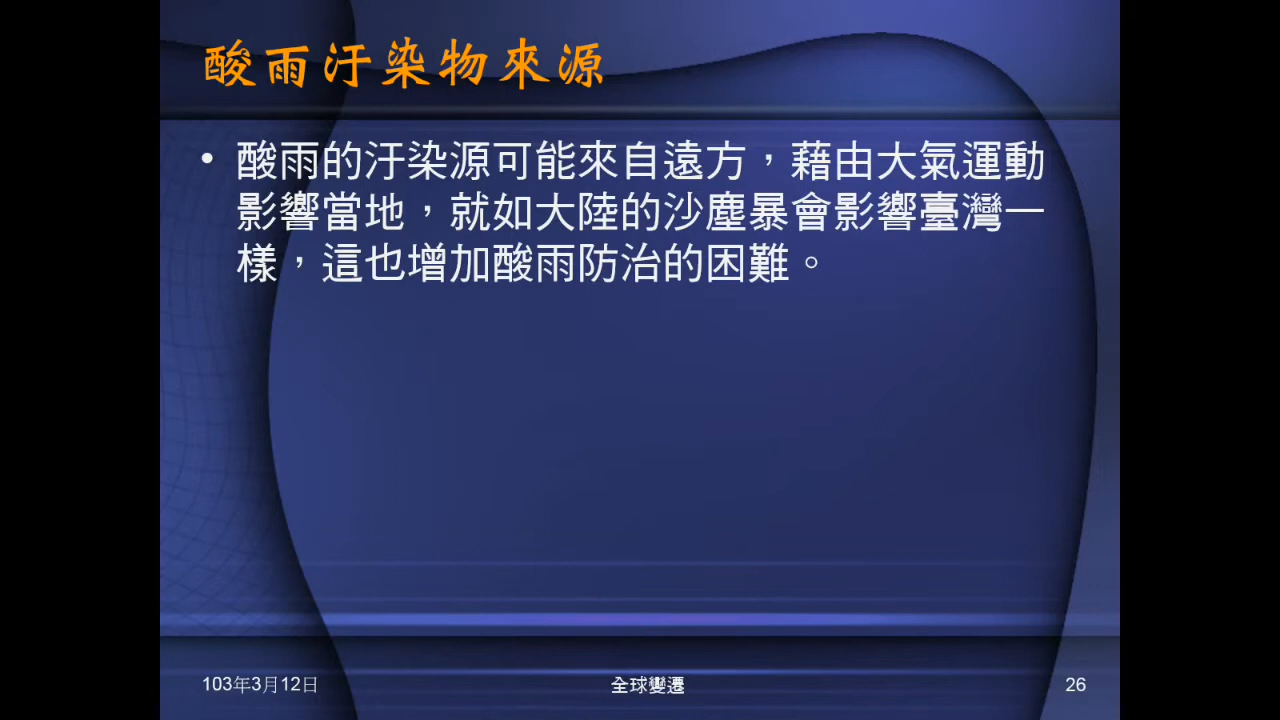 酸雨汙染物來源
• 酸雨的汙染源可能來自遠方，藉由大氣運動
影響當地，就如大陸的沙塵暴會影響臺灣一
樣，這也增加酸雨防治的困難。
103年3月12日
全球變遷
26